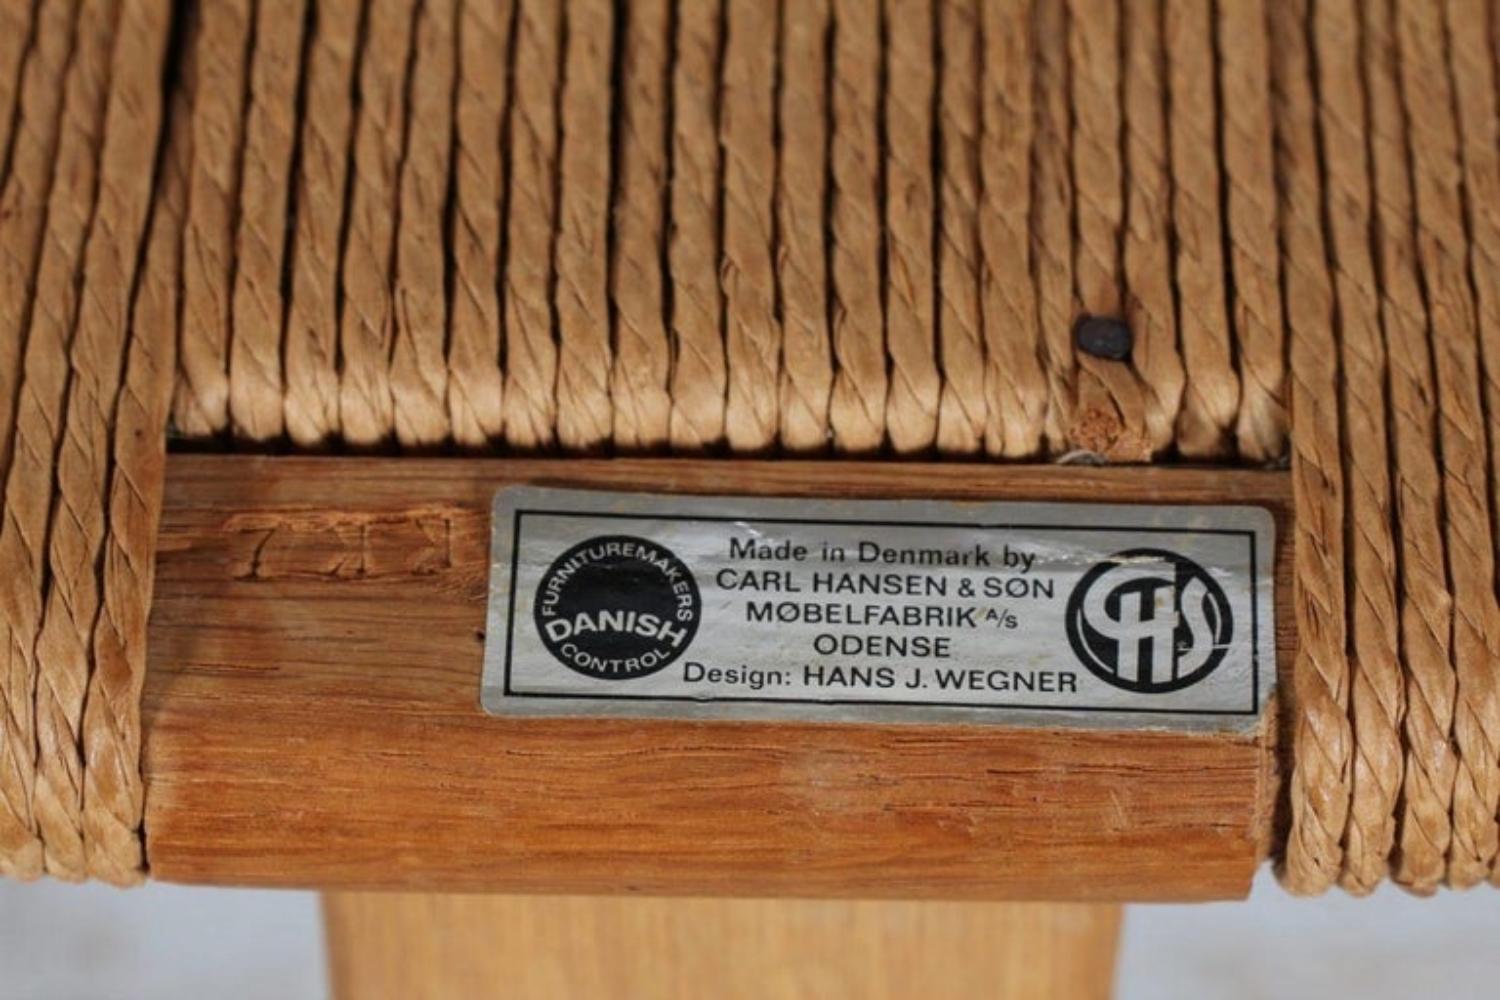 FURNITUREMAKERS
DANISH
CONTROL
Made in Denmark by
CARL HANSEN & SØN
MØBELFABRIK A/S
ODENSE
Design: HANS J. WEGNER
CHS